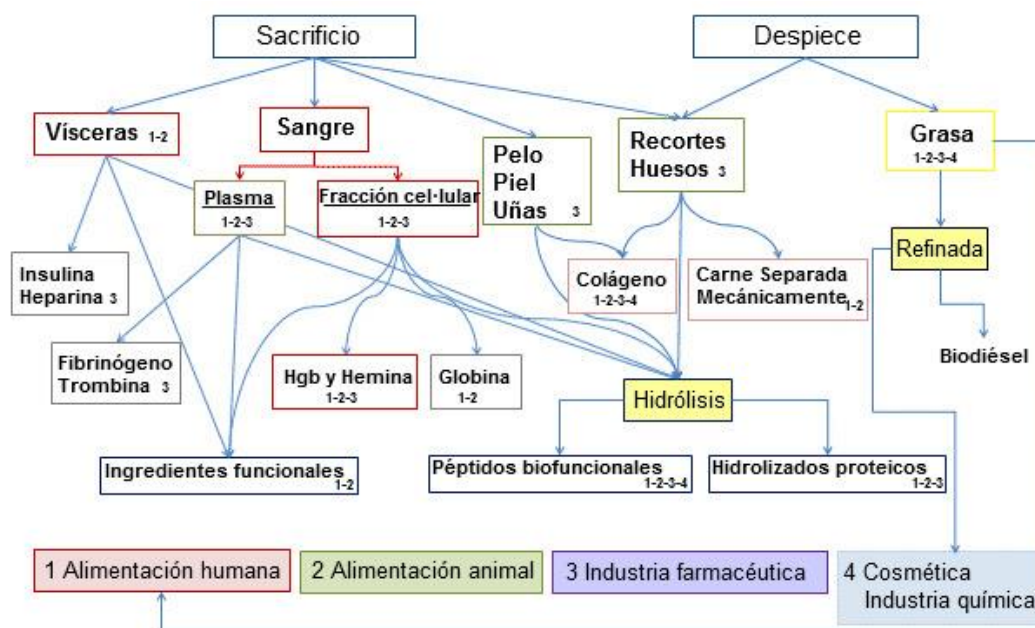 Sacrificio
Despiece
Vísceras 1-2
Sangre
Pelo
Piel
Uñas 3
Recortes
Huesos 3
Grasa
1-2-3-4
Plasma
1-2-3
Fracción cel·lular
1-2-3
Refinada
Insulina
Heparina 3
Colágeno
1-2-3-4
Carne Separada
Mecánicamente 1-2
Biodiésel
Fibrinógeno
Trombina 3
Hgb y Hemina
1-2-3
Globina
1-2
Hidrólisis
Ingredientes funcionales
1-2
Péptidos biofuncionales
1-2-3-4
Hidrolizados proteicos
1-2-3
1 Alimentación humana
2 Alimentación animal
3 Industria farmacéutica
4 Cosmética
Industria química